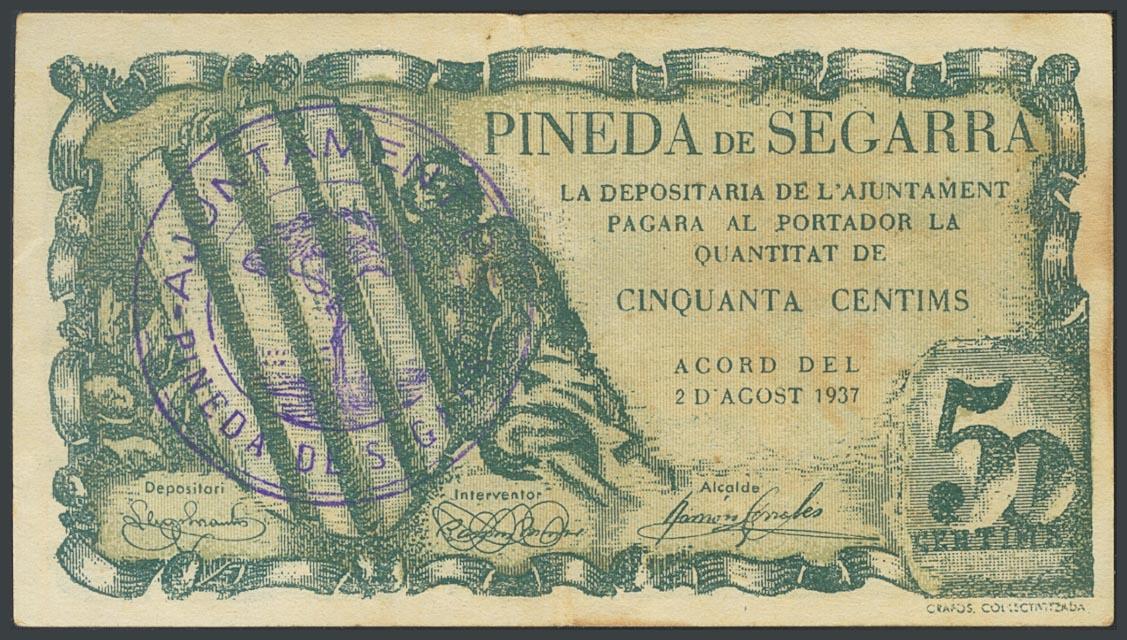 PINEDA DE SEGARRA
LA DEPOSITARIA DE L'AJUNTAMENT
PAGARA AL PORTADOR LA
QUANTITAT DE
CINQUANTA CENTIMS
ACORD DEL
2 D'AGOST 1937
AJUNTAMENT
PINEDA DE
Depositari
Interventor
Alcalde
50
CENTIMS
GRAFOS, COL·LECTIVITZADA